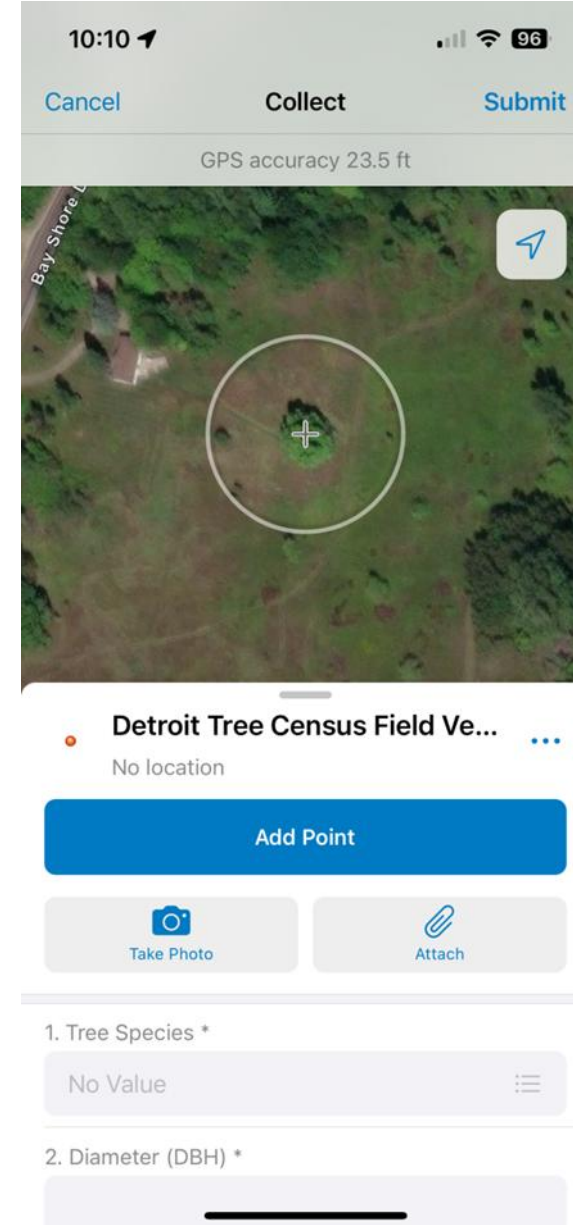 10:10
96
Cancel
Collect
Submit
GPS accuracy 23.5 ft
Bay Shore
Detroit Tree Census Field Ve...
No location
Add Point
Take Photo
Attach
1. Tree Species *
No Value
2. Diameter (DBH) *